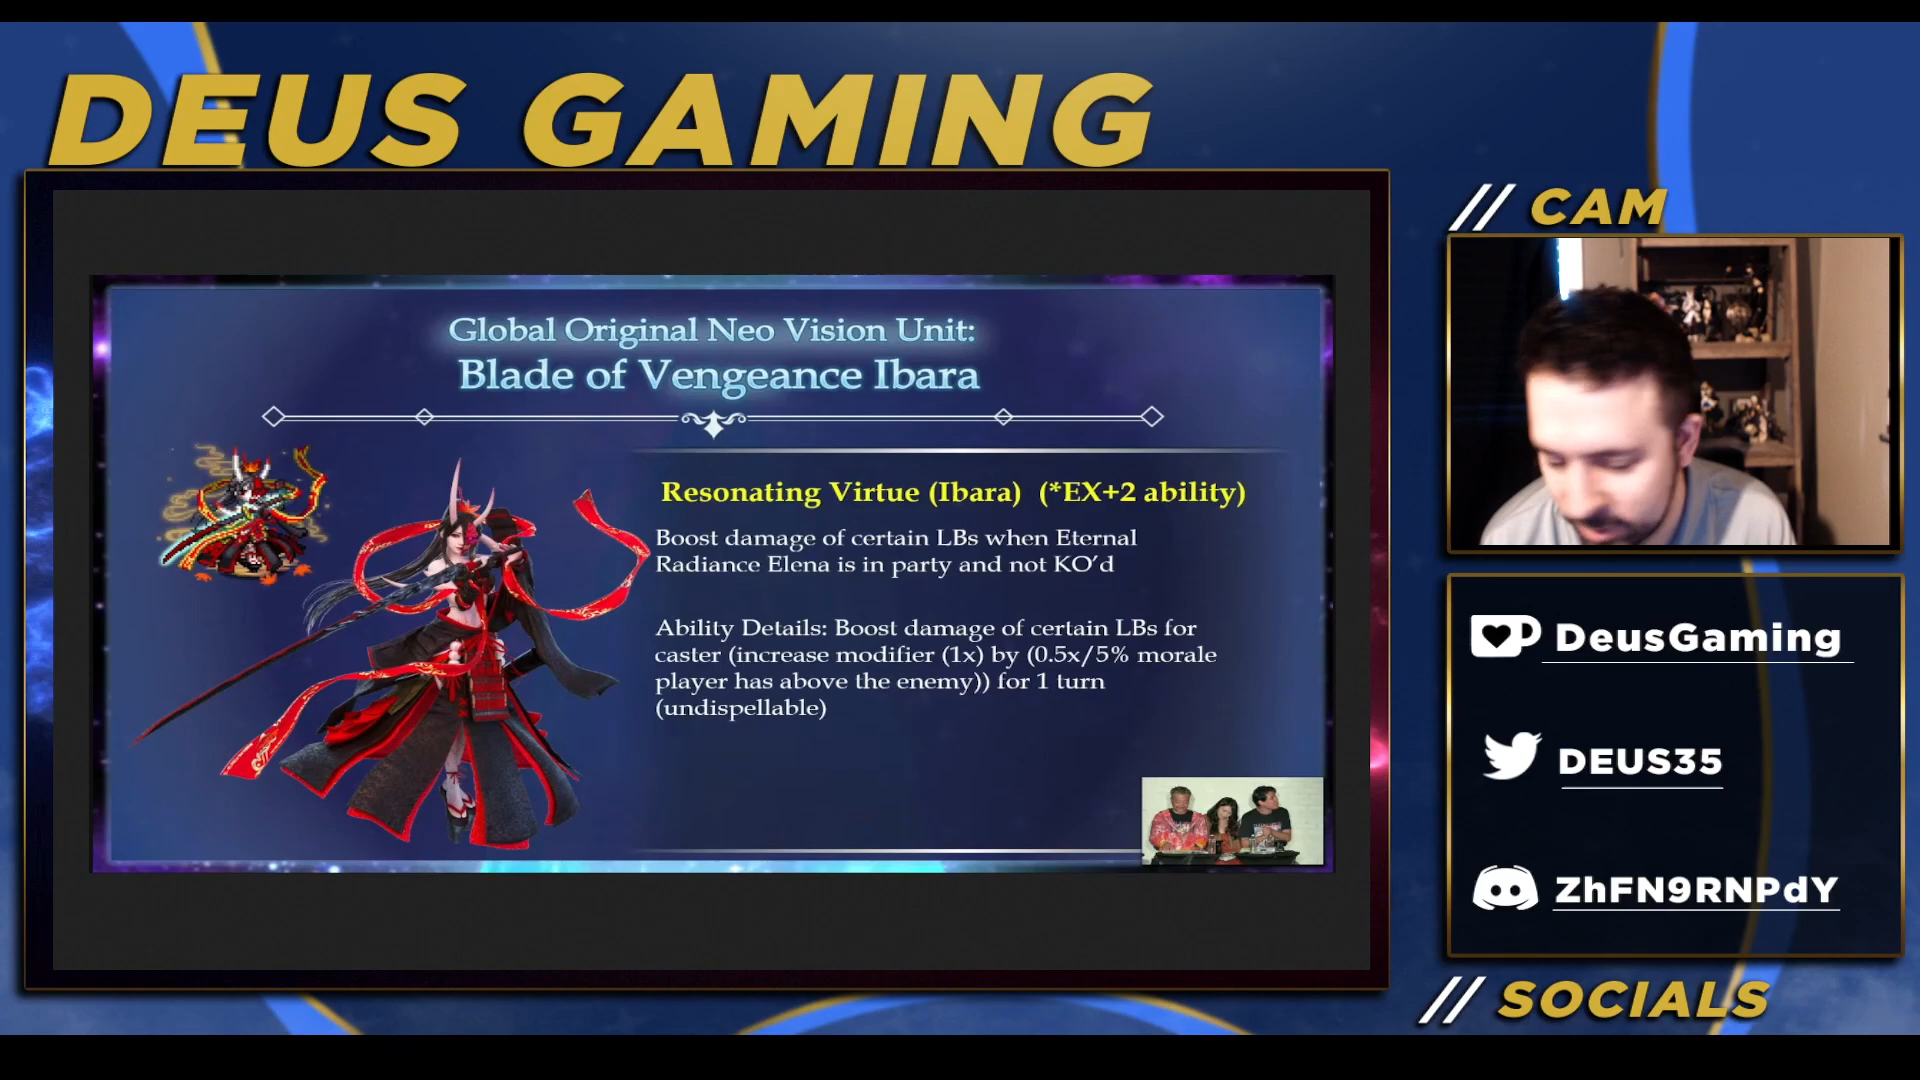 DEUS GAMING
// CAM
Global Original Neo Vision Unit:
Blade of Vengeance Ibara
Resonating Virtue (Ibara) (*EX+2 ability)
Boost damage of certain LBs when Eternal
Radiance Elena is in party and not KO’d
Ability Details: Boost damage of certain LBs for
caster (increase modifier (1x) by (0.5x/5% morale
player has above the enemy)) for 1 turn
(undispellable)
DeusGaming
DEUS35
ZhFN9RNPdY
// SOCIALS